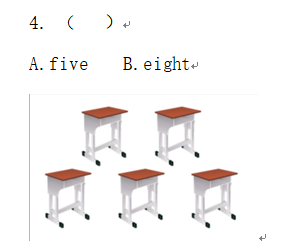 4. （  ）
A.five  B.eight